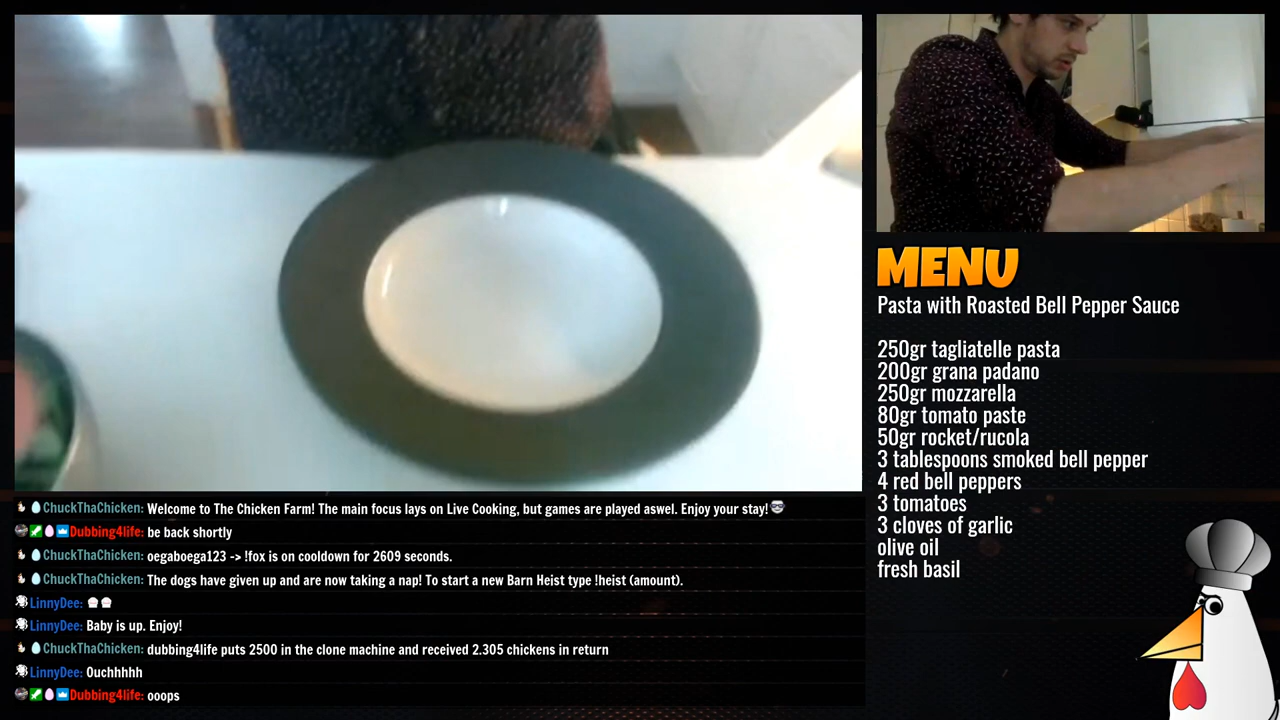 MENU
Pasta with Roasted Bell Pepper Sauce
250gr tagliatelle pasta
200gr grana padano
250gr mozzarella
80gr tomato paste
50gr rocket/rucola
3 tablespoons smoked bell pepper
4 red bell peppers
3 tomatoes
3 cloves of garlic
olive oil
fresh basil
ChuckThaChicken: Welcome to The Chicken Farm! The main focus lays on Live Cooking, but games are played aswel. Enjoy your stay!
Dubbing4life: be back shortly
ChuckThaChicken: oegaboega123 -> !fox is on cooldown for 2609 seconds.
ChuckThaChicken: The dogs have given up and are now taking a nap! To start a new Barn Heist type !heist (amount).
LinnyDee:
LinnyDee: Baby is up. Enjoy!
ChuckThaChicken: dubbing4life puts 2500 in the clone machine and received 2.305 chickens in return
LinnyDee: Ouchhhhh
Dubbing4life: ooops